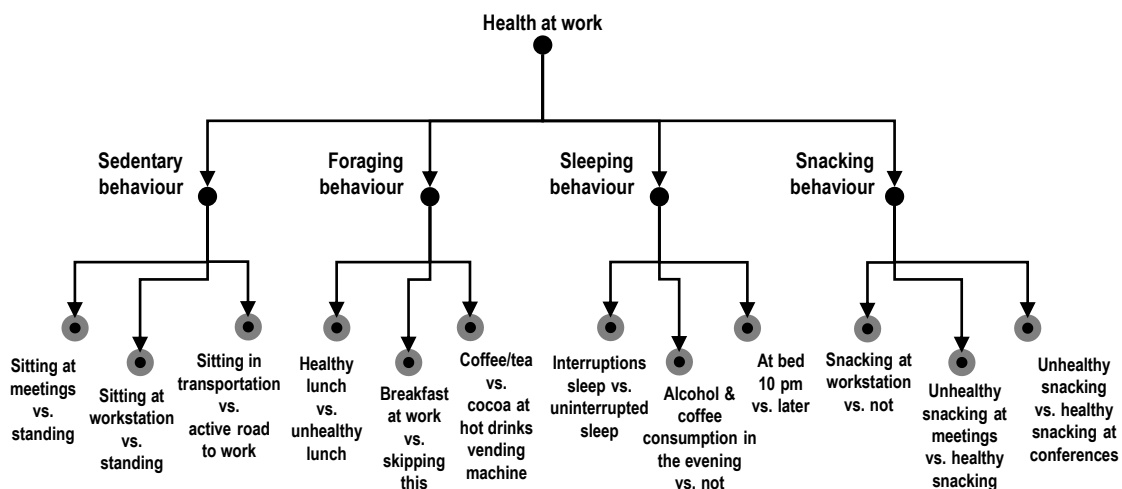 Health at work
Sedentary
behaviour
Foraging
behaviour
Sleeping
behaviour
Snacking
behaviour
Sitting at
meetings
vs.
standing
Sitting at
workstation
vs.
standing
Sitting in
transportation
vs.
active road
to work
Healthy
lunch
vs.
unhealthy
lunch
Breakfast
at work
vs.
skipping
this
Coffee/tea
vs.
cocoa at
hot drinks
vending
machine
Interruptions
sleep vs.
uninterrupted
sleep
Alcohol &
coffee
consumption in
the evening
vs. not
At bed
10 pm
vs. later
Snacking at
workstation
vs. not
Unhealthy
snacking at
meetings
vs. healthy
snacking
Unhealthy
snacking
vs. healthy
snacking at
conferences